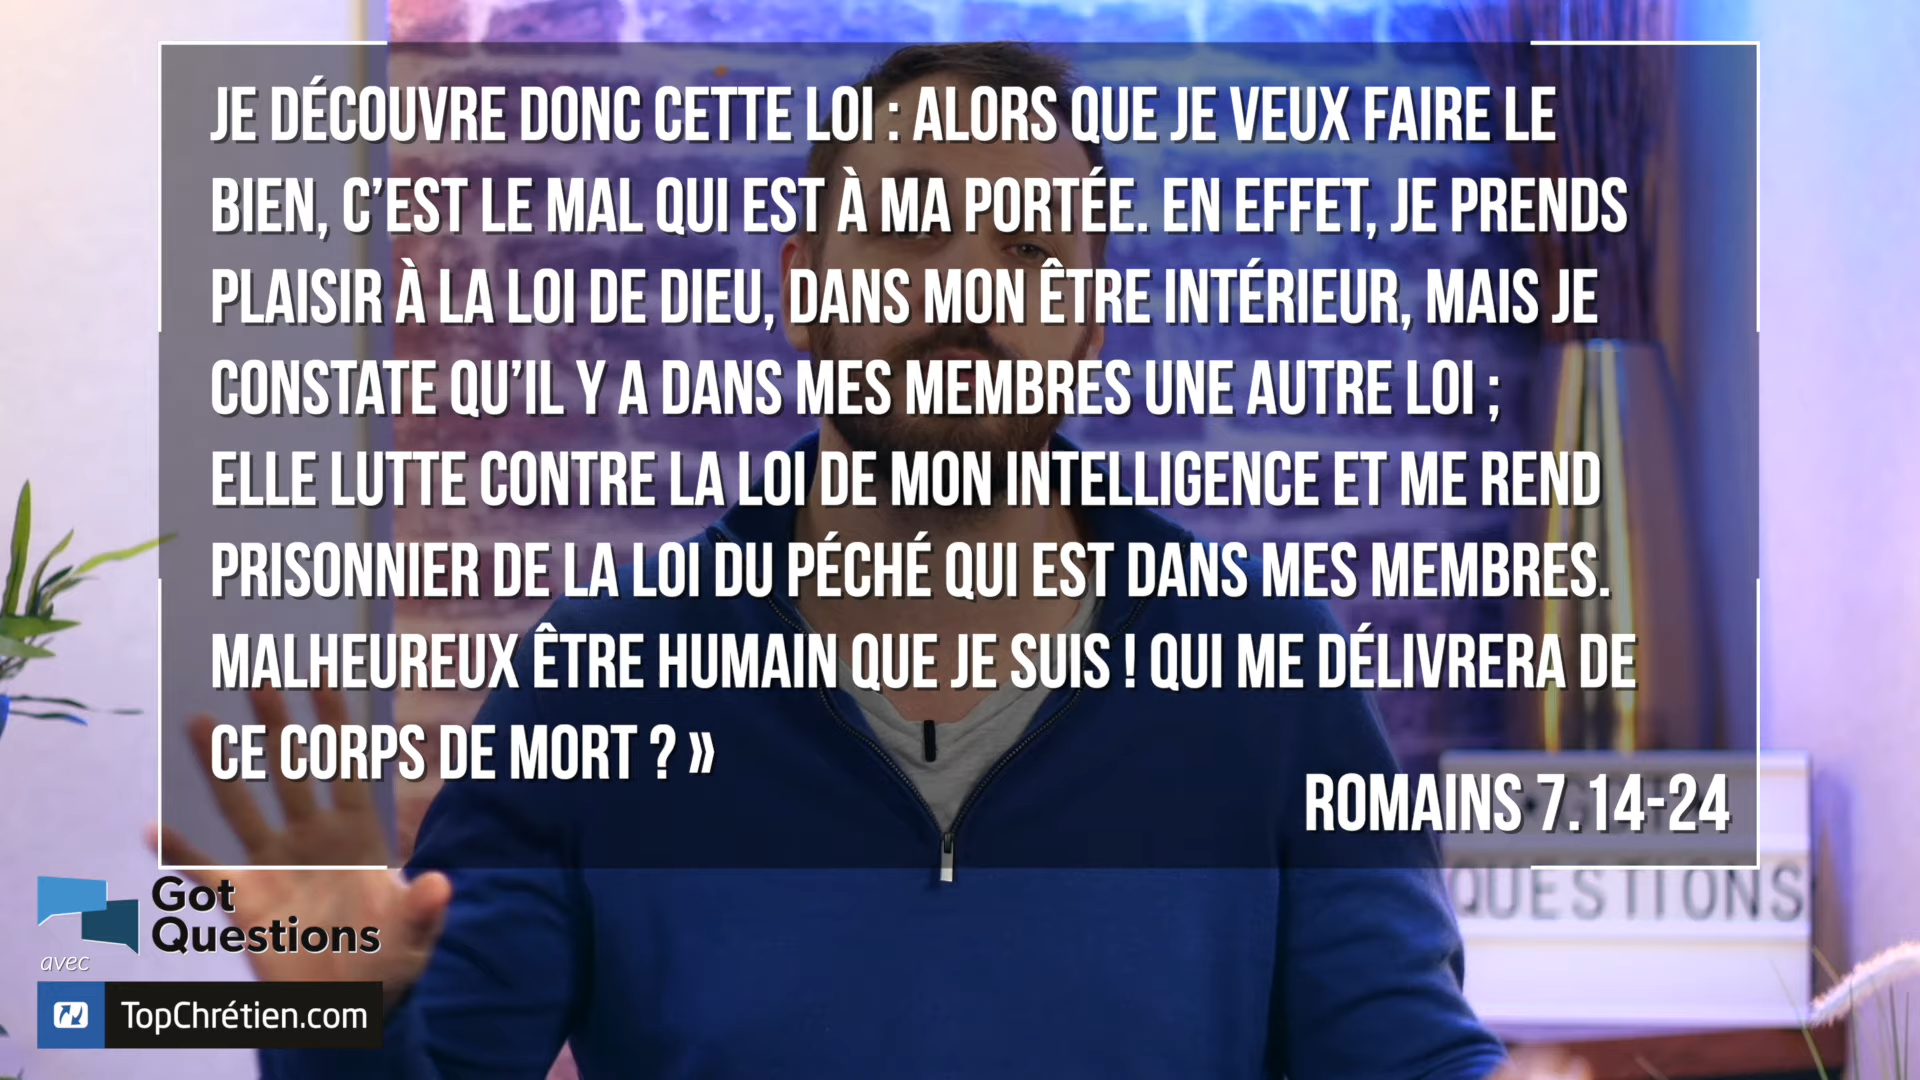 JE DÉCOUVRE DONC CETTE LOI : ALORS QUE JE VEUX FAIRE LE
BIEN, C’EST LE MAL QUI EST À MA PORTÉE. EN EFFET, JE PRENDS
PLAISIR À LA LOI DE DIEU, DANS MON ÊTRE INTÉRIEUR, MAIS JE
CONSTATE QU’IL Y A DANS MES MEMBRES UNE AUTRE LOI ;
ELLE LUTTE CONTRE LA LOI DE MON INTELLIGENCE ET ME REND
PRISONNIER DE LA LOI DU PÉCHÉ QUI EST DANS MES MEMBRES.
MALHEUREUX ÊTRE HUMAIN QUE JE SUIS ! QUI ME DÉLIVRERA DE
CE CORPS DE MORT ? »
ROMAINS 7.14-24
QUESTIONS
Got
Questions
avec
TopChrétien.com